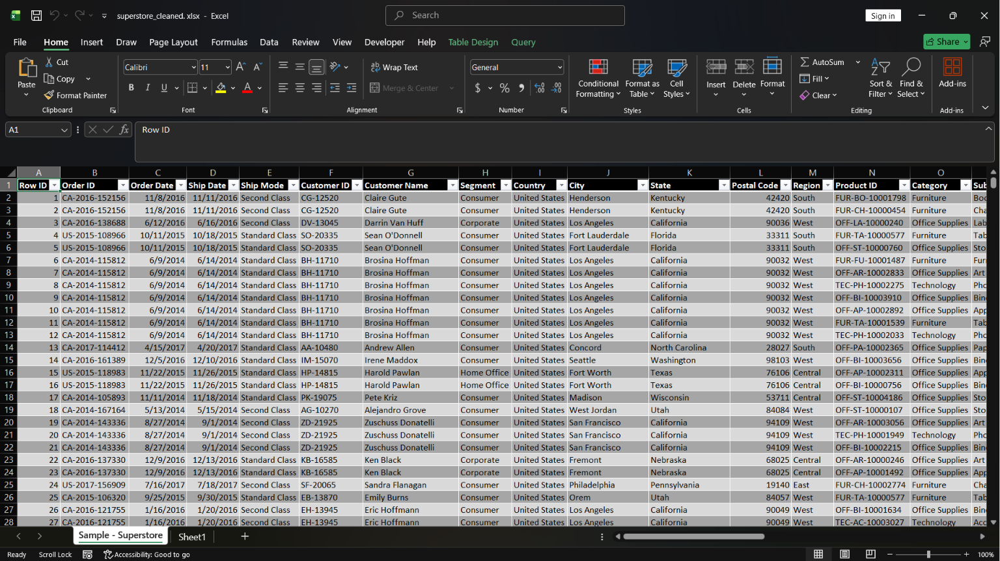 superstore_cleaned. xlsx - Excel
Search
Sign in
File Home Insert Draw Page Layout Formulas Data Review View Developer Help Table Design Query
Share
Paste
Cut
Copy
Format Painter
Clipboard
Calibri 11
B I U
Font
Wrap Text
Merge & Center
Alignment
General
$ % ,
Number
Conditional Formatting
Format as Table
Cell Styles
Styles
Insert Delete Format
Cells
AutoSum
Fill
Clear
Sort & Filter
Find & Select
Editing
Add-ins
Add-ins
A1 fx Row ID
A B C D E F G H I J K L M N O
1 Row ID Order ID Order Date Ship Date Ship Mode Customer ID Customer Name Segment Country City State Postal Code Region Product ID Category Sub
2 1 CA-2016-152156 11/8/2016 11/11/2016 Second Class CG-12520 Claire Gute Consumer United States Henderson Kentucky 42420 South FUR-BO-10001798 Furniture Boo
3 2 CA-2016-152156 11/8/2016 11/11/2016 Second Class CG-12520 Claire Gute Consumer United States Henderson Kentucky 42420 South FUR-CH-10000454 Furniture Cha
4 3 CA-2016-138688 6/12/2016 6/16/2016 Second Class DV-13045 Darrin Van Huff Corporate United States Los Angeles California 90036 West OFF-LA-10000240 Office Supplies Lab
5 4 US-2015-108966 10/11/2015 10/18/2015 Standard Class SO-20335 Sean O'Donnell Consumer United States Fort Lauderdale Florida 33311 South FUR-TA-10000577 Furniture Tab
6 5 US-2015-108966 10/11/2015 10/18/2015 Standard Class SO-20335 Sean O'Donnell Consumer United States Fort Lauderdale Florida 33311 South OFF-ST-10000760 Office Supplies Sto
7 6 CA-2014-115812 6/9/2014 6/14/2014 Standard Class BH-11710 Brosina Hoffman Consumer United States Los Angeles California 90032 West FUR-FU-10001487 Furniture Fur
8 7 CA-2014-115812 6/9/2014 6/14/2014 Standard Class BH-11710 Brosina Hoffman Consumer United States Los Angeles California 90032 West OFF-AR-10002833 Office Supplies Art
9 8 CA-2014-115812 6/9/2014 6/14/2014 Standard Class BH-11710 Brosina Hoffman Consumer United States Los Angeles California 90032 West TEC-PH-10002275 Technology Pho
10 9 CA-2014-115812 6/9/2014 6/14/2014 Standard Class BH-11710 Brosina Hoffman Consumer United States Los Angeles California 90032 West OFF-BI-10003910 Office Supplies Bin
11 10 CA-2014-115812 6/9/2014 6/14/2014 Standard Class BH-11710 Brosina Hoffman Consumer United States Los Angeles California 90032 West OFF-AP-10002892 Office Supplies App
12 11 CA-2014-115812 6/9/2014 6/14/2014 Standard Class BH-11710 Brosina Hoffman Consumer United States Los Angeles California 90032 West FUR-TA-10001539 Furniture Tab
13 12 CA-2014-115812 6/9/2014 6/14/2014 Standard Class BH-11710 Brosina Hoffman Consumer United States Los Angeles California 90032 West TEC-PH-10002033 Technology Pho
14 13 CA-2017-114412 4/15/2017 4/20/2017 Standard Class AA-10480 Andrew Allen Consumer United States Concord North Carolina 28027 South OFF-PA-10002365 Office Supplies Pap
15 14 CA-2016-161389 12/5/2016 12/10/2016 Standard Class IM-15070 Irene Maddox Consumer United States Seattle Washington 98103 West OFF-BI-10003656 Office Supplies Bin
16 15 US-2015-118983 11/22/2015 11/26/2015 Standard Class HP-14815 Harold Pawlan Home Office United States Fort Worth Texas 76106 Central OFF-AP-10002311 Office Supplies App
17 16 US-2015-118983 11/22/2015 11/26/2015 Standard Class HP-14815 Harold Pawlan Home Office United States Fort Worth Texas 76106 Central OFF-BI-10000756 Office Supplies Bin
18 17 CA-2014-105893 11/11/2014 11/18/2014 Standard Class PK-19075 Pete Kriz Consumer United States Madison Wisconsin 53711 Central OFF-ST-10004186 Office Supplies Sto
19 18 CA-2014-167164 5/13/2014 5/15/2014 Second Class AG-10270 Alejandro Grove Consumer United States West Jordan Utah 84084 West OFF-ST-10000107 Office Supplies Sto
20 19 CA-2014-143336 8/27/2014 9/1/2014 Second Class ZD-21925 Zuschuss Donatelli Consumer United States San Francisco California 94109 West OFF-AR-10003056 Office Supplies Art
21 20 CA-2014-143336 8/27/2014 9/1/2014 Second Class ZD-21925 Zuschuss Donatelli Consumer United States San Francisco California 94109 West TEC-PH-10001949 Technology Pho
22 21 CA-2014-143336 8/27/2014 9/1/2014 Second Class ZD-21925 Zuschuss Donatelli Consumer United States San Francisco California 94109 West OFF-BI-10002215 Office Supplies Bin
23 22 CA-2016-137330 12/9/2016 12/13/2016 Standard Class KB-16585 Ken Black Corporate United States Fremont Nebraska 68025 Central OFF-AR-10000246 Office Supplies Art
24 23 CA-2016-137330 12/9/2016 12/13/2016 Standard Class KB-16585 Ken Black Corporate United States Fremont Nebraska 68025 Central OFF-AP-10001492 Office Supplies App
25 24 US-2017-156909 7/16/2017 7/18/2017 Second Class SF-20065 Sandra Flanagan Consumer United States Philadelphia Pennsylvania 19140 East FUR-CH-10002774 Furniture Cha
26 25 CA-2015-106320 9/25/2015 9/30/2015 Standard Class EB-13870 Emily Burns Consumer United States Orem Utah 84057 West FUR-TA-10000577 Furniture Tab
27 26 CA-2016-121755 1/16/2016 1/20/2016 Second Class EH-13945 Eric Hoffmann Consumer United States Los Angeles California 90049 West OFF-BI-10001634 Office Supplies Bin
28 27 CA-2016-121755 1/16/2016 1/20/2016 Second Class EH-13945 Eric Hoffmann Consumer United States Los Angeles California 90049 West TEC-AC-10003027 Technology Acc
Sample - Superstore Sheet1
Ready Scroll Lock Accessibility: Good to go 100%